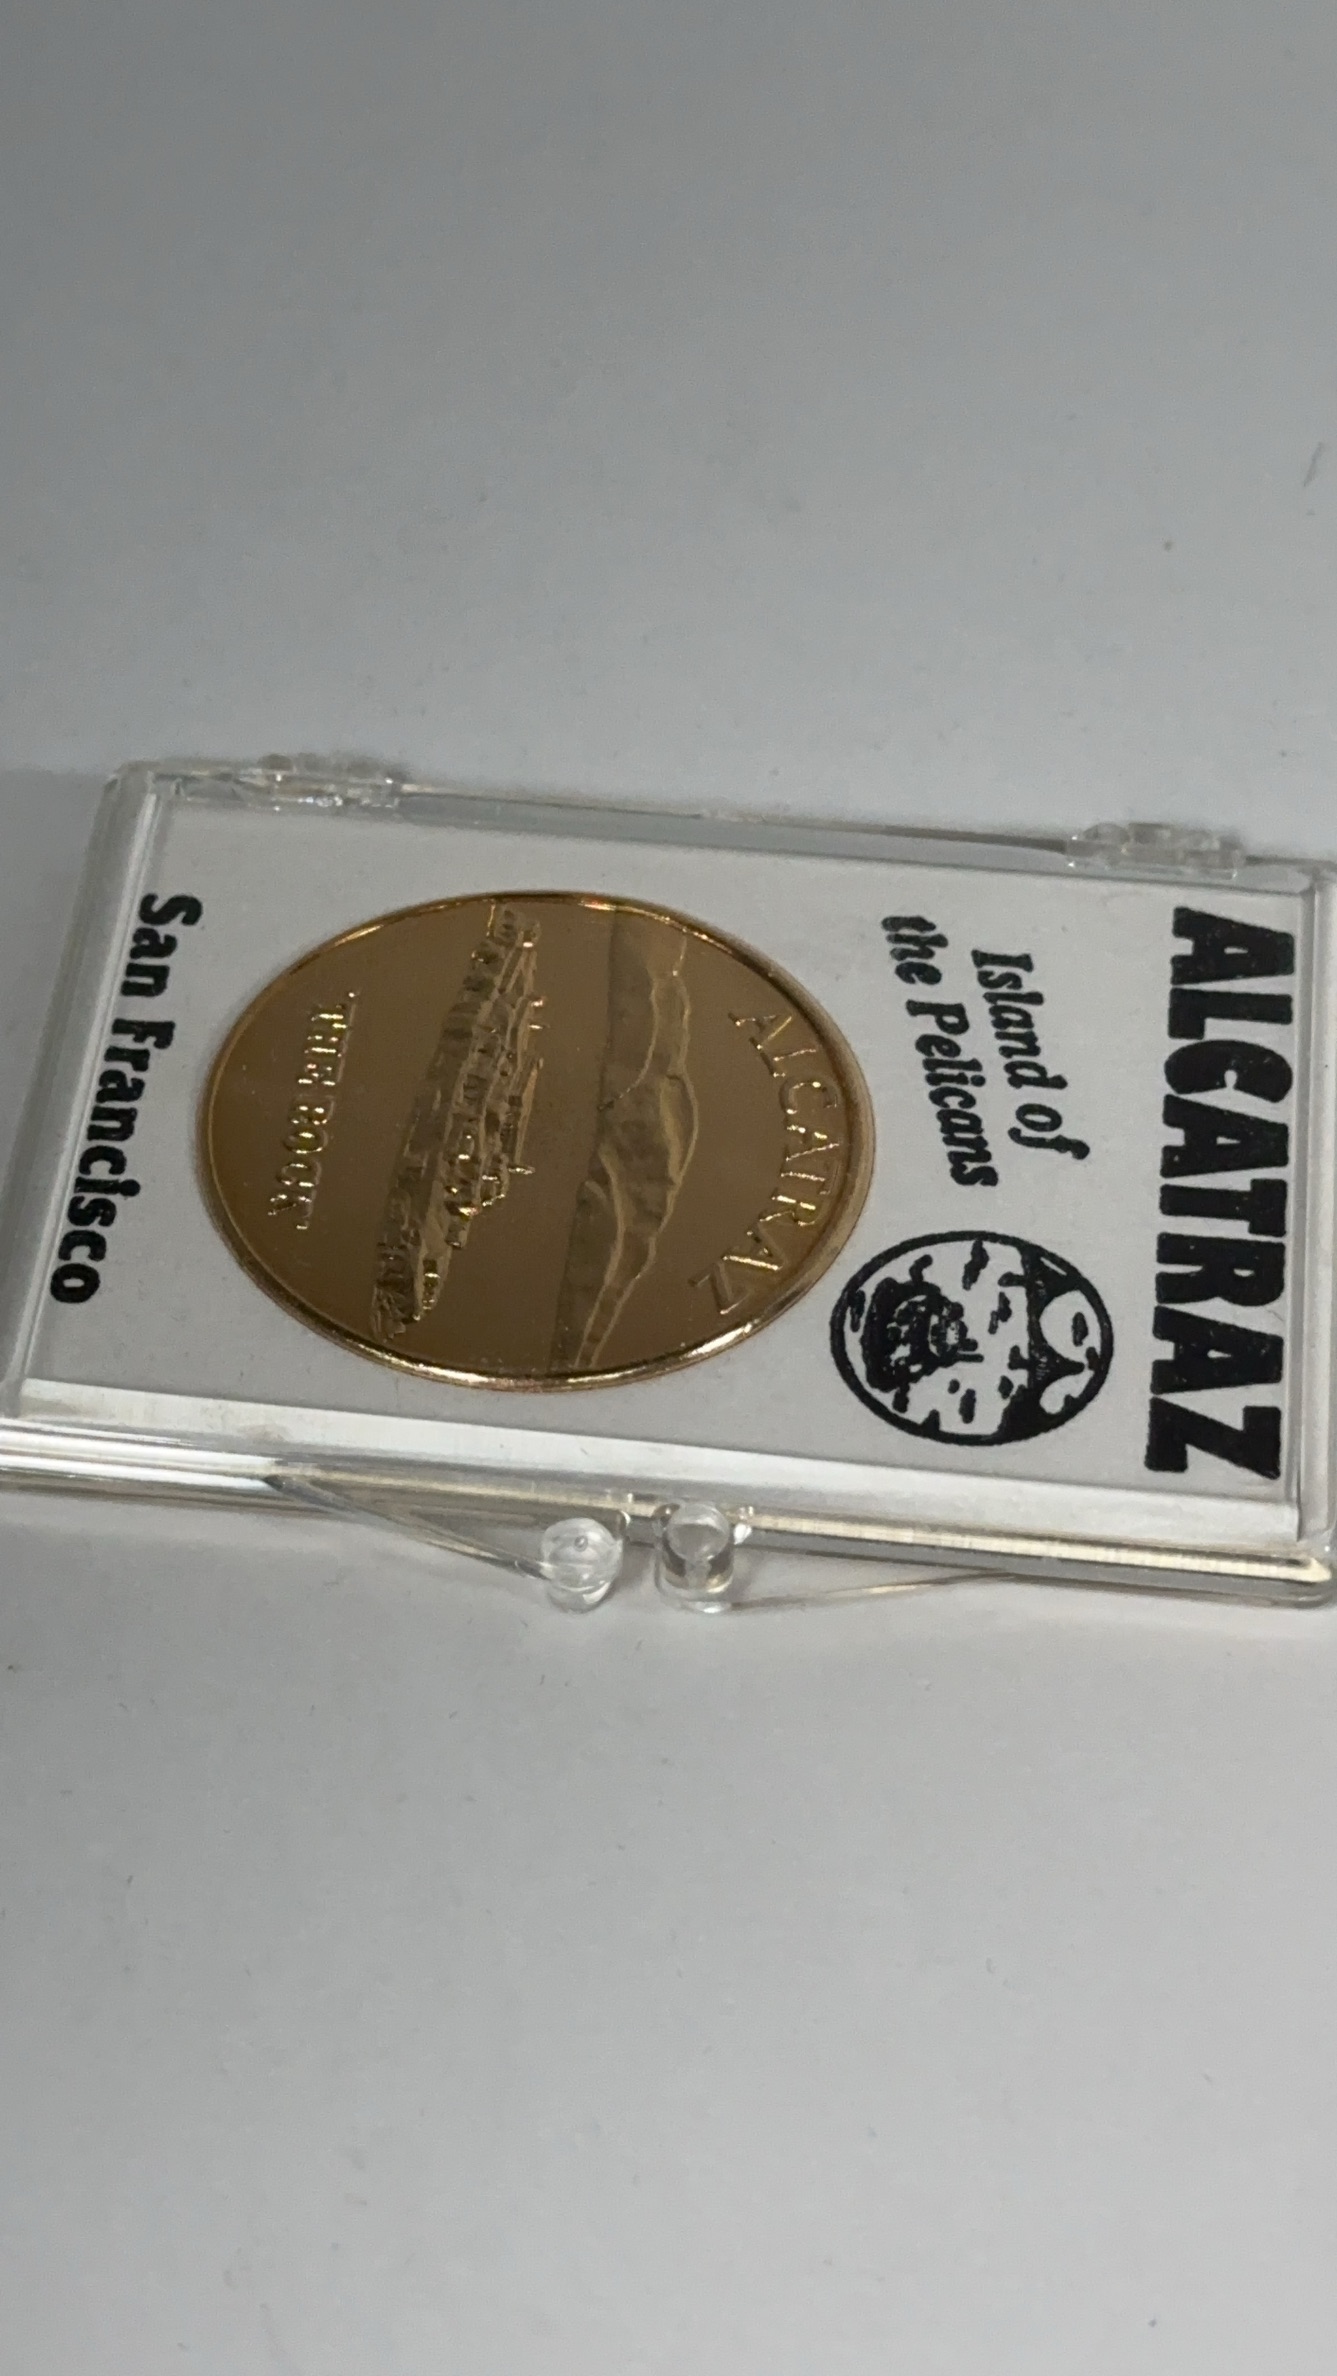 ALCATRAZ
Island of
the Pelicans
ALCATRAZ
"THE ROCK"
San Francisco